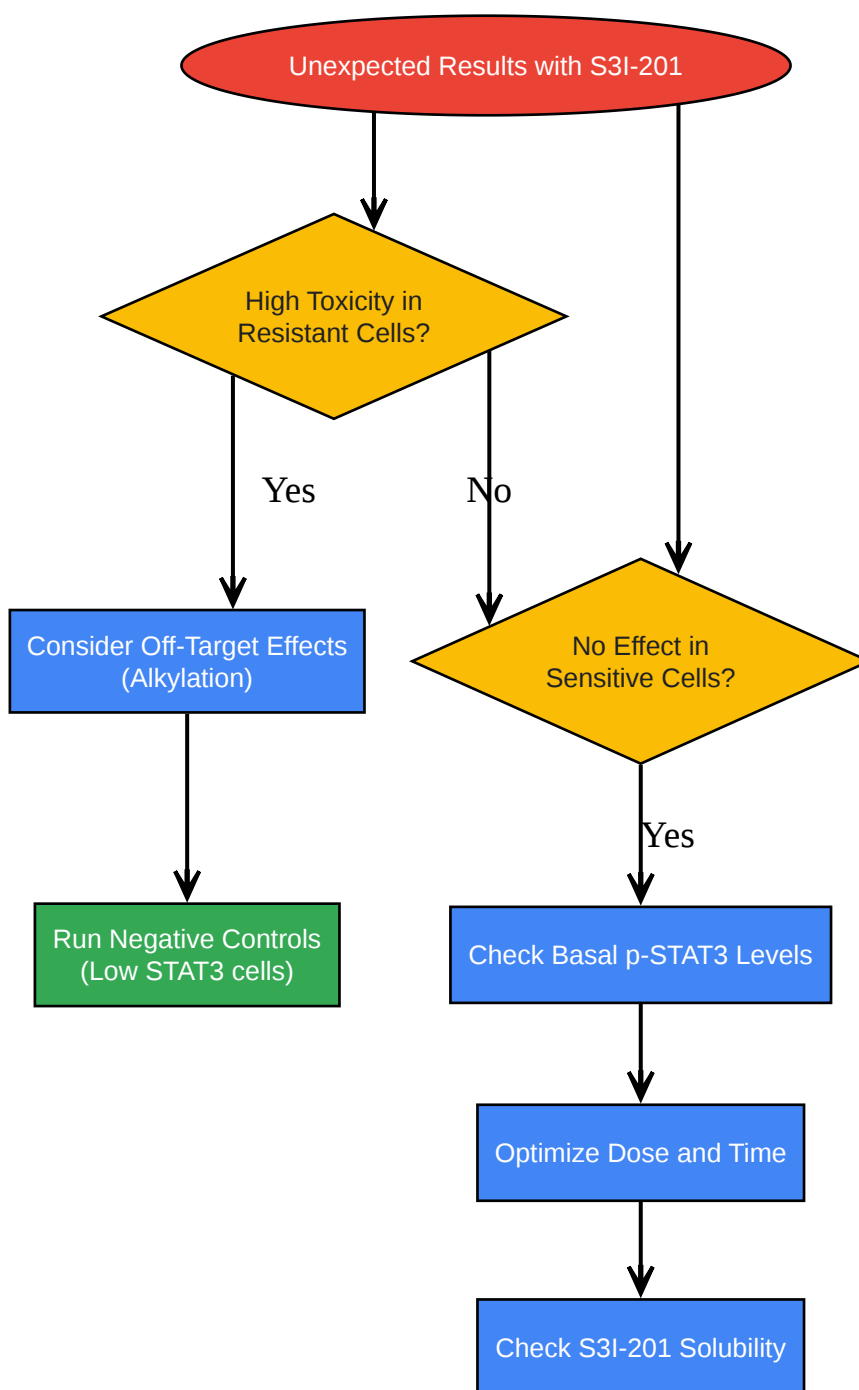 Unexpected Results with S3I-201
High Toxicity in
Resistant Cells?
Yes
No
Consider Off-Target Effects
(Alkylation)
No Effect in
Sensitive Cells?
Yes
Run Negative Controls
(Low STAT3 cells)
Check Basal p-STAT3 Levels
Optimize Dose and Time
Check S3I-201 Solubility